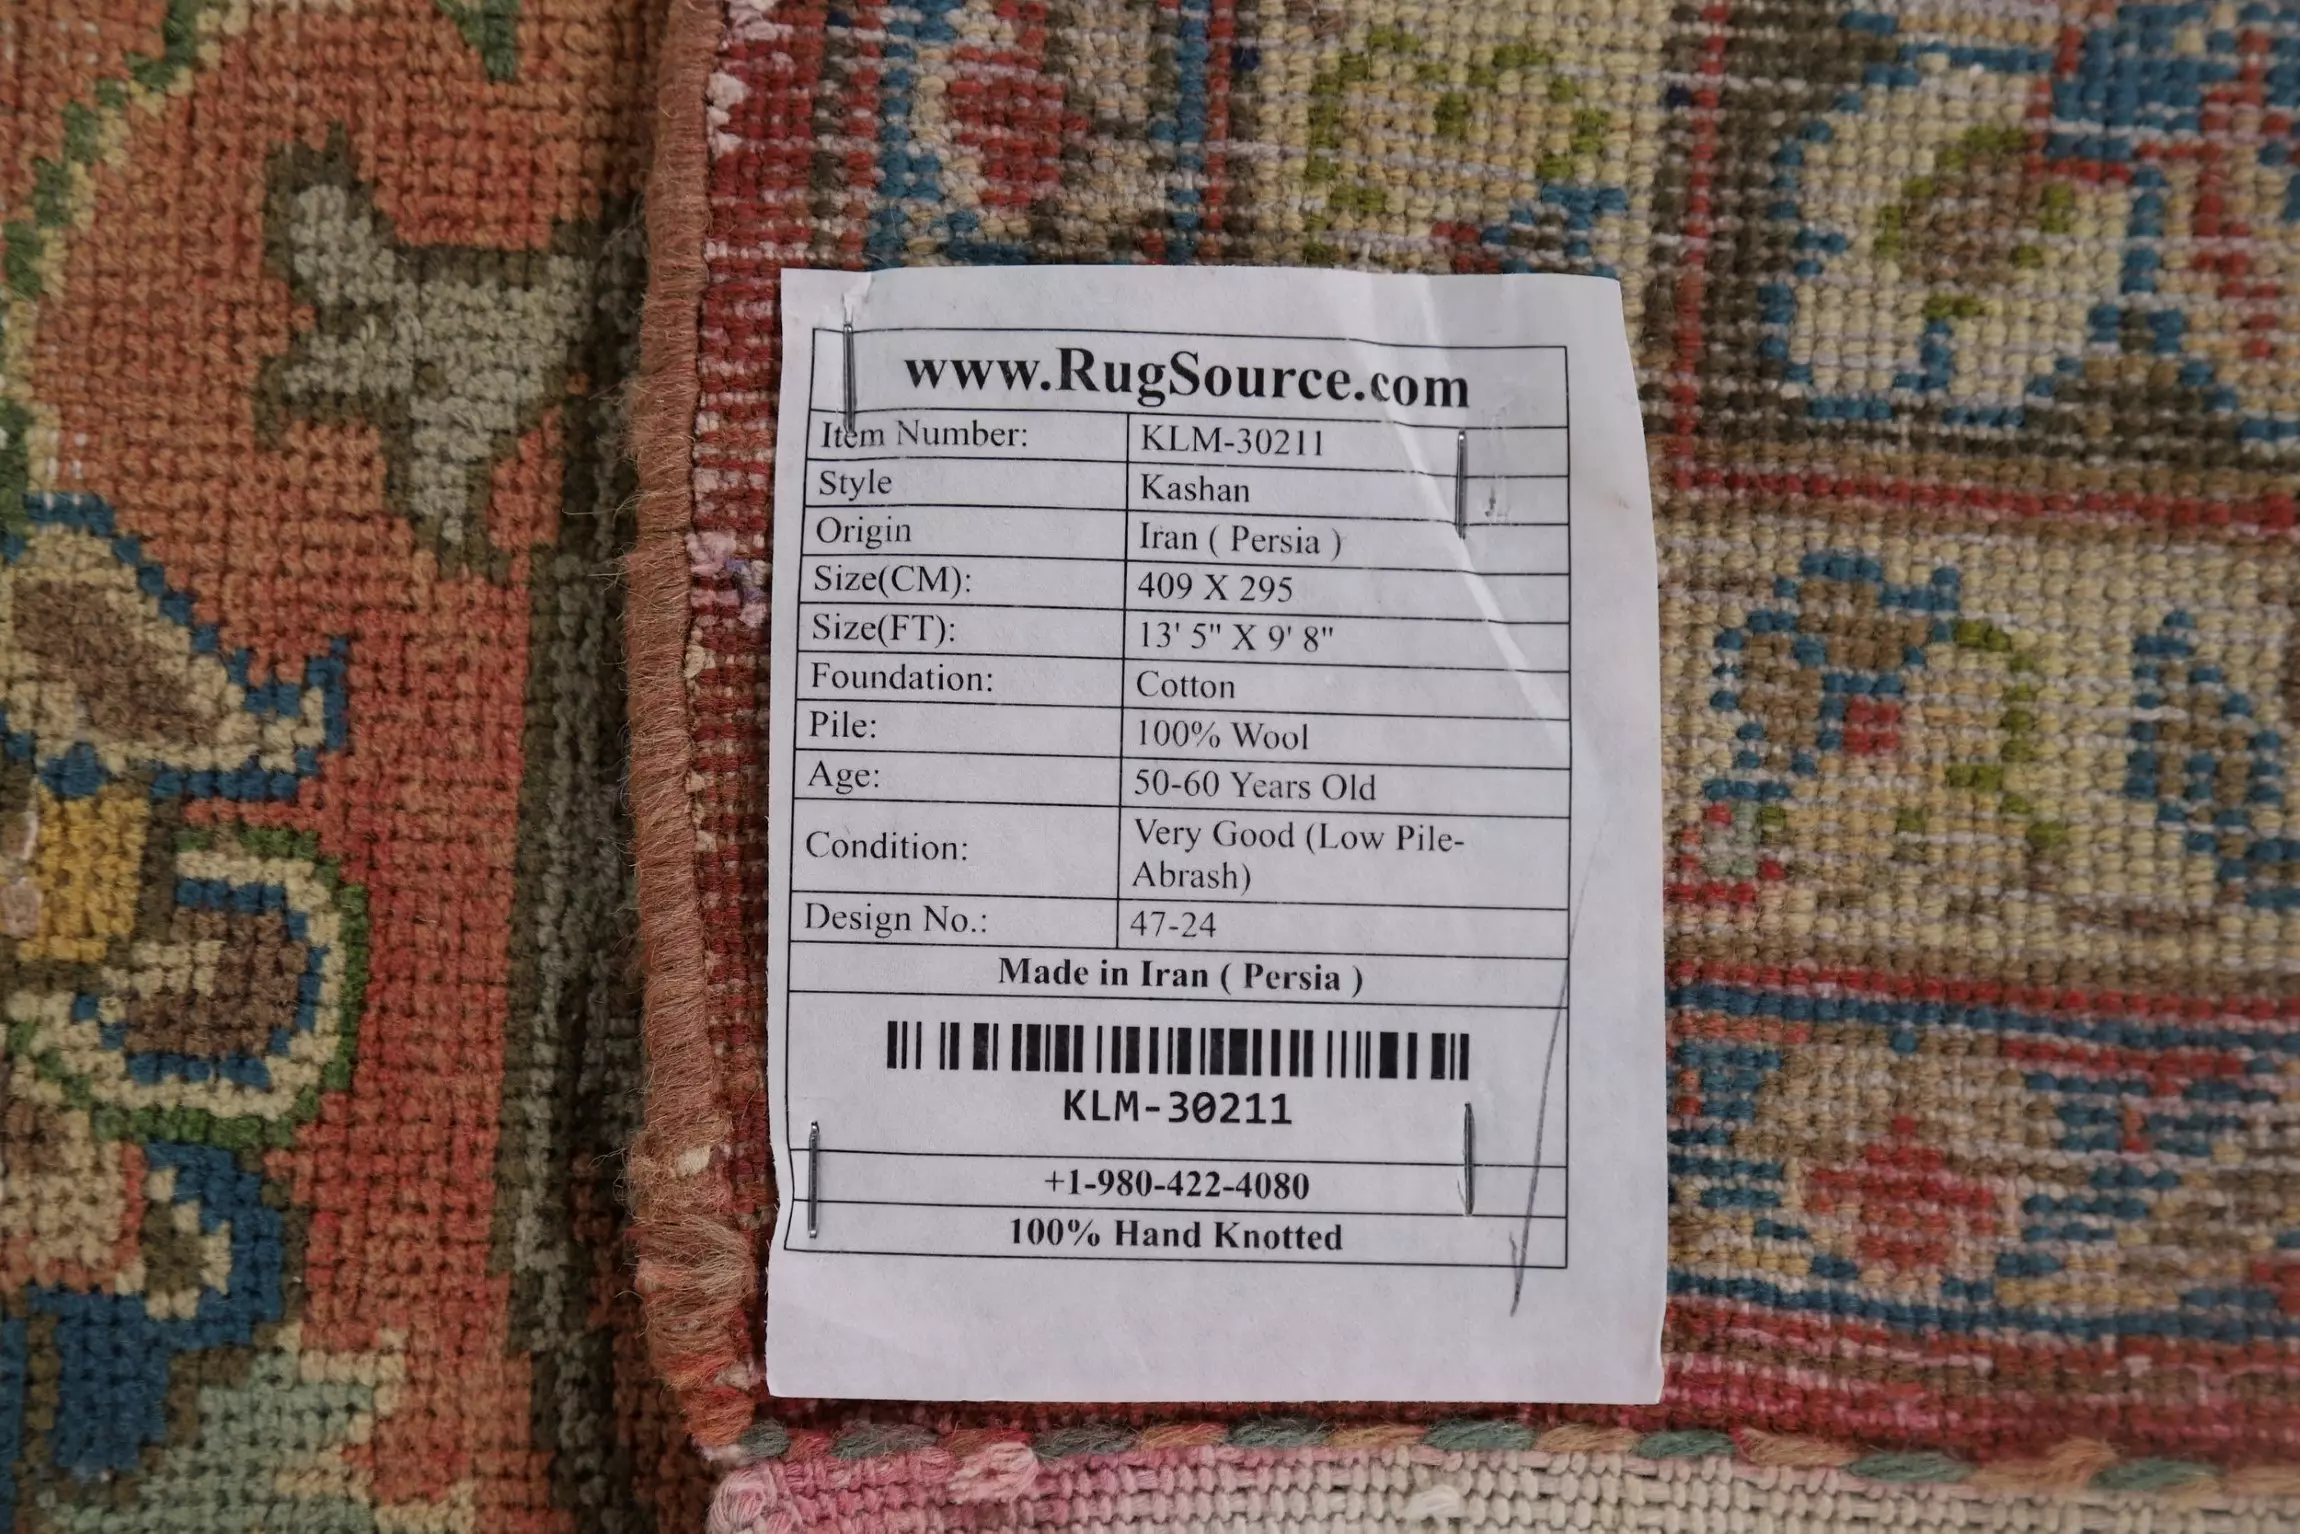 www.RugSource.com
Item Number: KLM-30211
Style Kashan
Origin Iran ( Persia )
Size(CM): 409 X 295
Size(FT): 13' 5" X 9' 8"
Foundation: Cotton
Pile: 100% Wool
Age: 50-60 Years Old
Condition: Very Good (Low Pile-
Abrash)
Design No.: 47-24
Made in Iran ( Persia )
KLM-30211
+1-980-422-4080
100% Hand Knotted